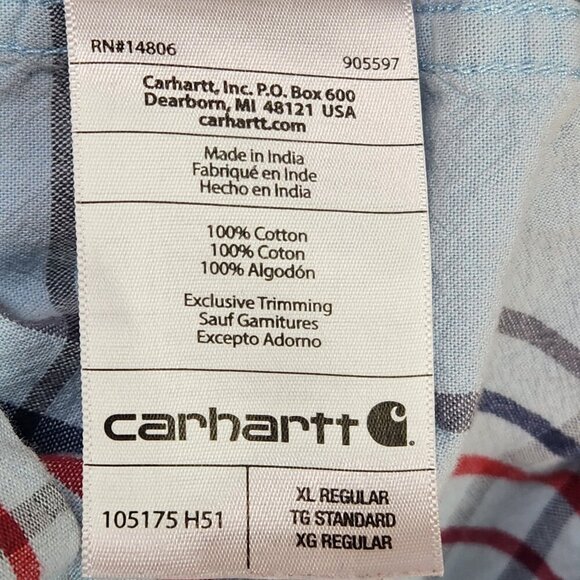 RN#14806 905597
Carhartt, Inc. P.O. Box 600
Dearborn, MI 48121 USA
carhartt.com
Made in India
Fabriqué en Inde
Hecho en India
100% Cotton
100% Coton
100% Algodón
Exclusive Trimming
Sauf Garnitures
Excepto Adorno
carhartt
105175 H51
XL REGULAR
TG STANDARD
XG REGULAR